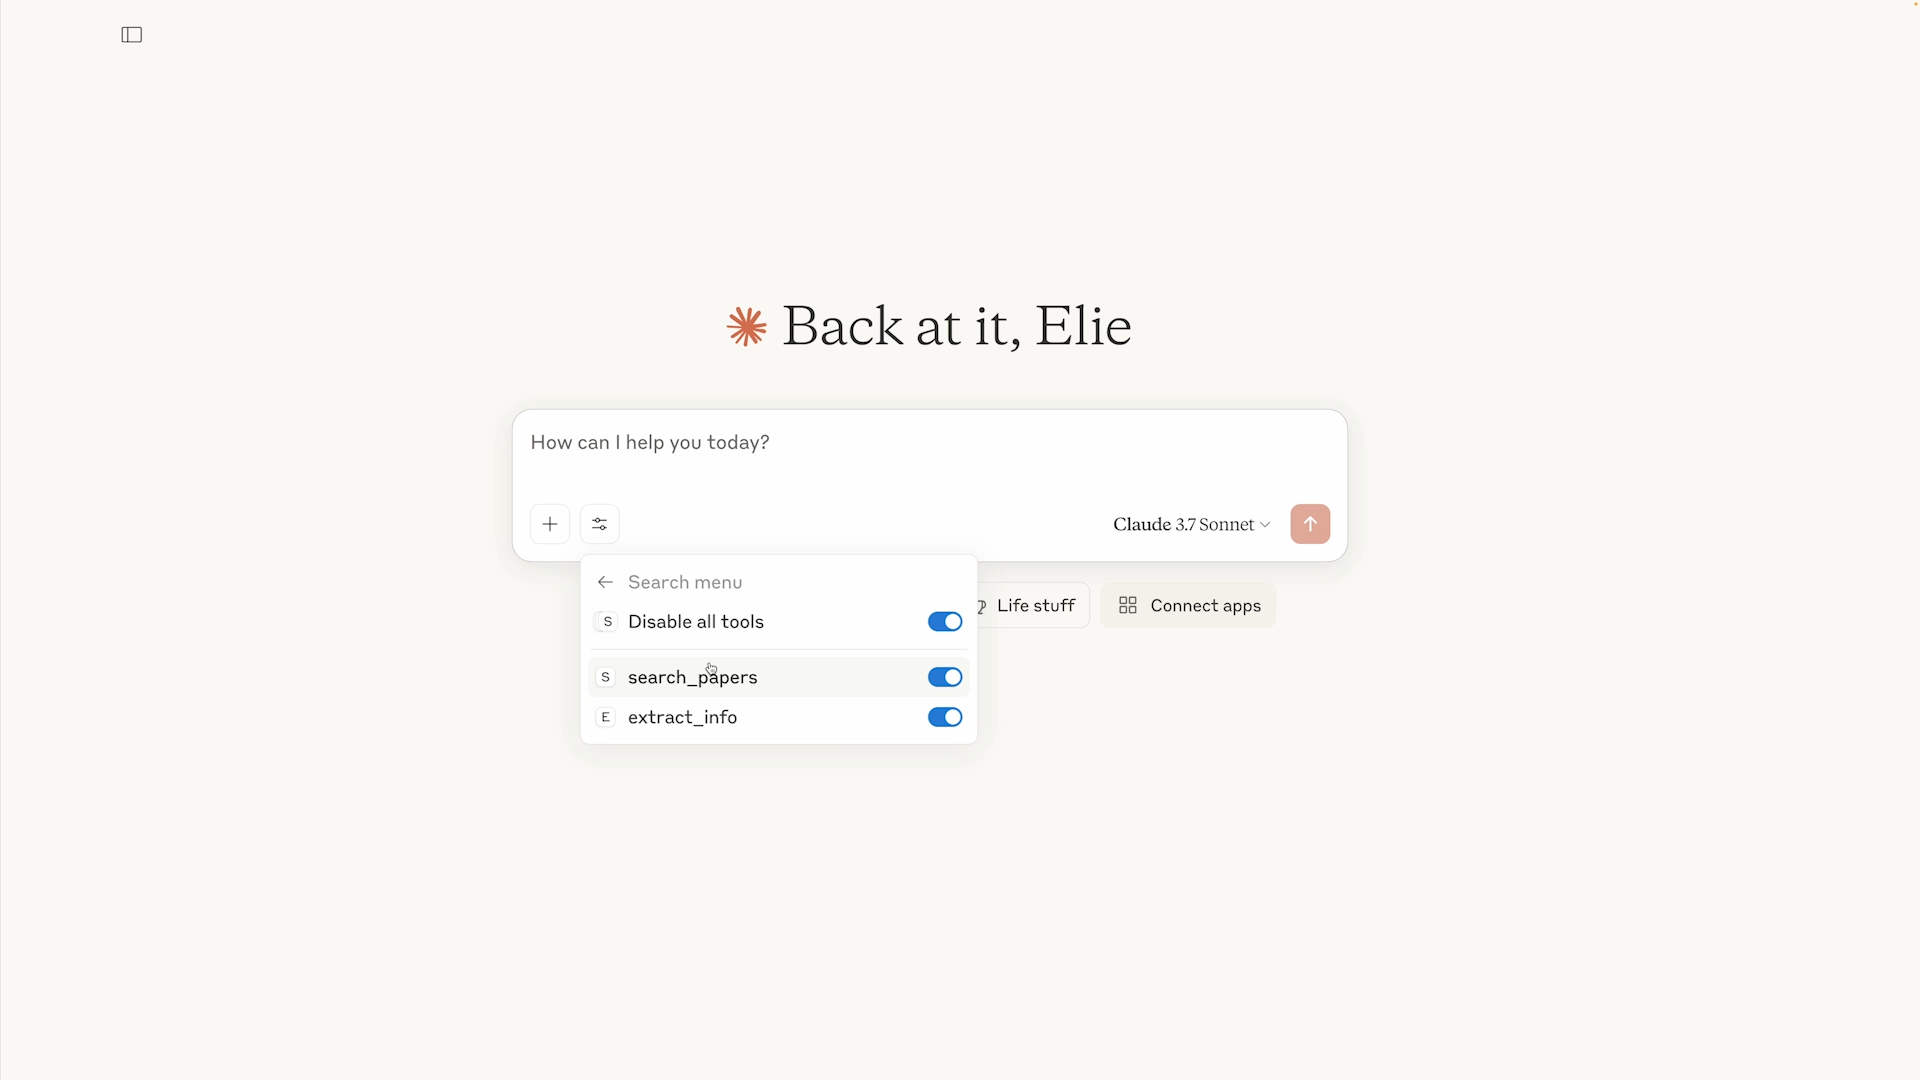 Back at it, Elie
How can I help you today?
Claude 3.7 Sonnet
Search menu
S Disable all tools
Life stuff
Connect apps
S search_papers
E extract_info